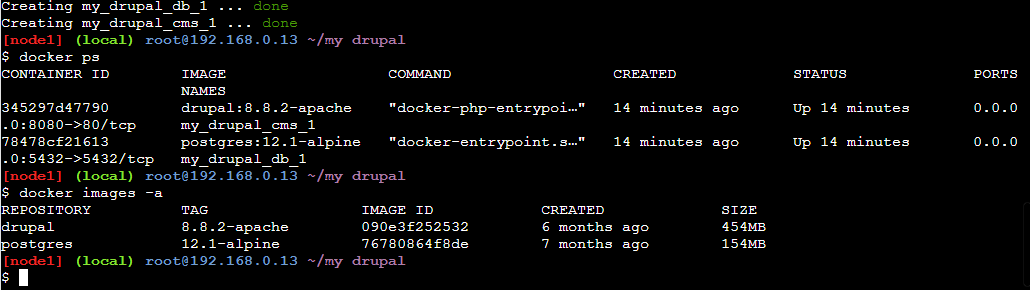 Creating my_drupal_db_1 ... done
Creating my_drupal_cms_1 ... done
[node1] (local) root@192.168.0.13 ~/my drupal
$ docker ps
CONTAINER ID        IMAGE                  COMMAND                  CREATED             STATUS              PORTS
                    NAMES
345297d47790        drupal:8.8.2-apache    "docker-php-entrypoi…"   14 minutes ago      Up 14 minutes       0.0.0
.0:8080->80/tcp     my_drupal_cms_1
78478cf21613        postgres:12.1-alpine   "docker-entrypoint.s…"   14 minutes ago      Up 14 minutes       0.0.0
.0:5432->5432/tcp   my_drupal_db_1
[node1] (local) root@192.168.0.13 ~/my drupal
$ docker images -a
REPOSITORY          TAG                 IMAGE ID            CREATED             SIZE
drupal              8.8.2-apache        090e3f252532        6 months ago        454MB
postgres            12.1-alpine         76780864f8de        7 months ago        154MB
[node1] (local) root@192.168.0.13 ~/my drupal
$